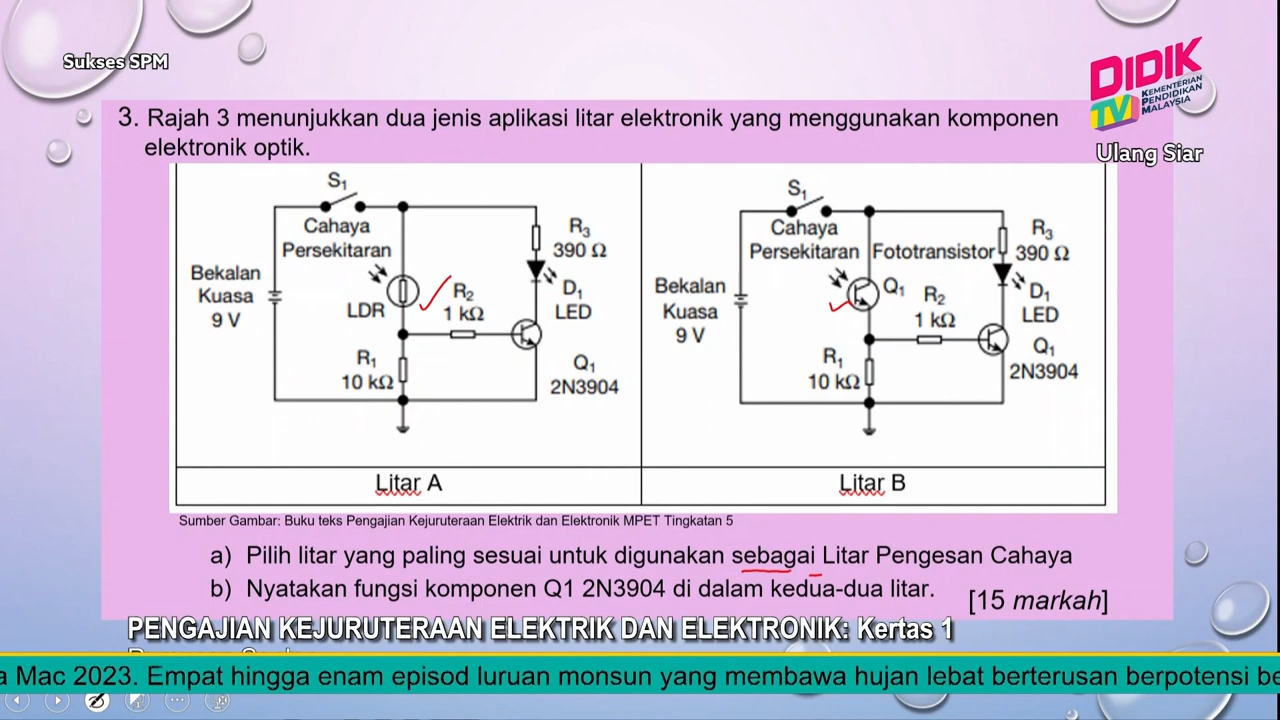 Sukses SPM
DIDIK
TV
KEMENTERIAN
PENDIDIKAN
MALAYSIA
Ulang Siar
3. Rajah 3 menunjukkan dua jenis aplikasi litar elektronik yang menggunakan komponen
elektronik optik.
S1
Cahaya
Persekitaran
Bekalan
Kuasa
9 V
LDR
R1
10 kΩ
R2
1 kΩ
R3
390 Ω
D1
LED
Q1
2N3904
Litar A
S1
Cahaya
Persekitaran
Fototransistor
Bekalan
Kuasa
9 V
Q1
R1
10 kΩ
R2
1 kΩ
R3
390 Ω
D1
LED
Q1
2N3904
Litar B
Sumber Gambar: Buku teks Pengajian Kejuruteraan Elektrik dan Elektronik MPET Tingkatan 5
a) Pilih litar yang paling sesuai untuk digunakan sebagai Litar Pengesan Cahaya
b) Nyatakan fungsi komponen Q1 2N3904 di dalam kedua-dua litar.
[15 markah]
PENGAJIAN KEJURUTERAAN ELEKTRIK DAN ELEKTRONIK: Kertas 1
a Mac 2023. Empat hingga enam episod luruan monsun yang membawa hujan lebat berterusan berpotensi be